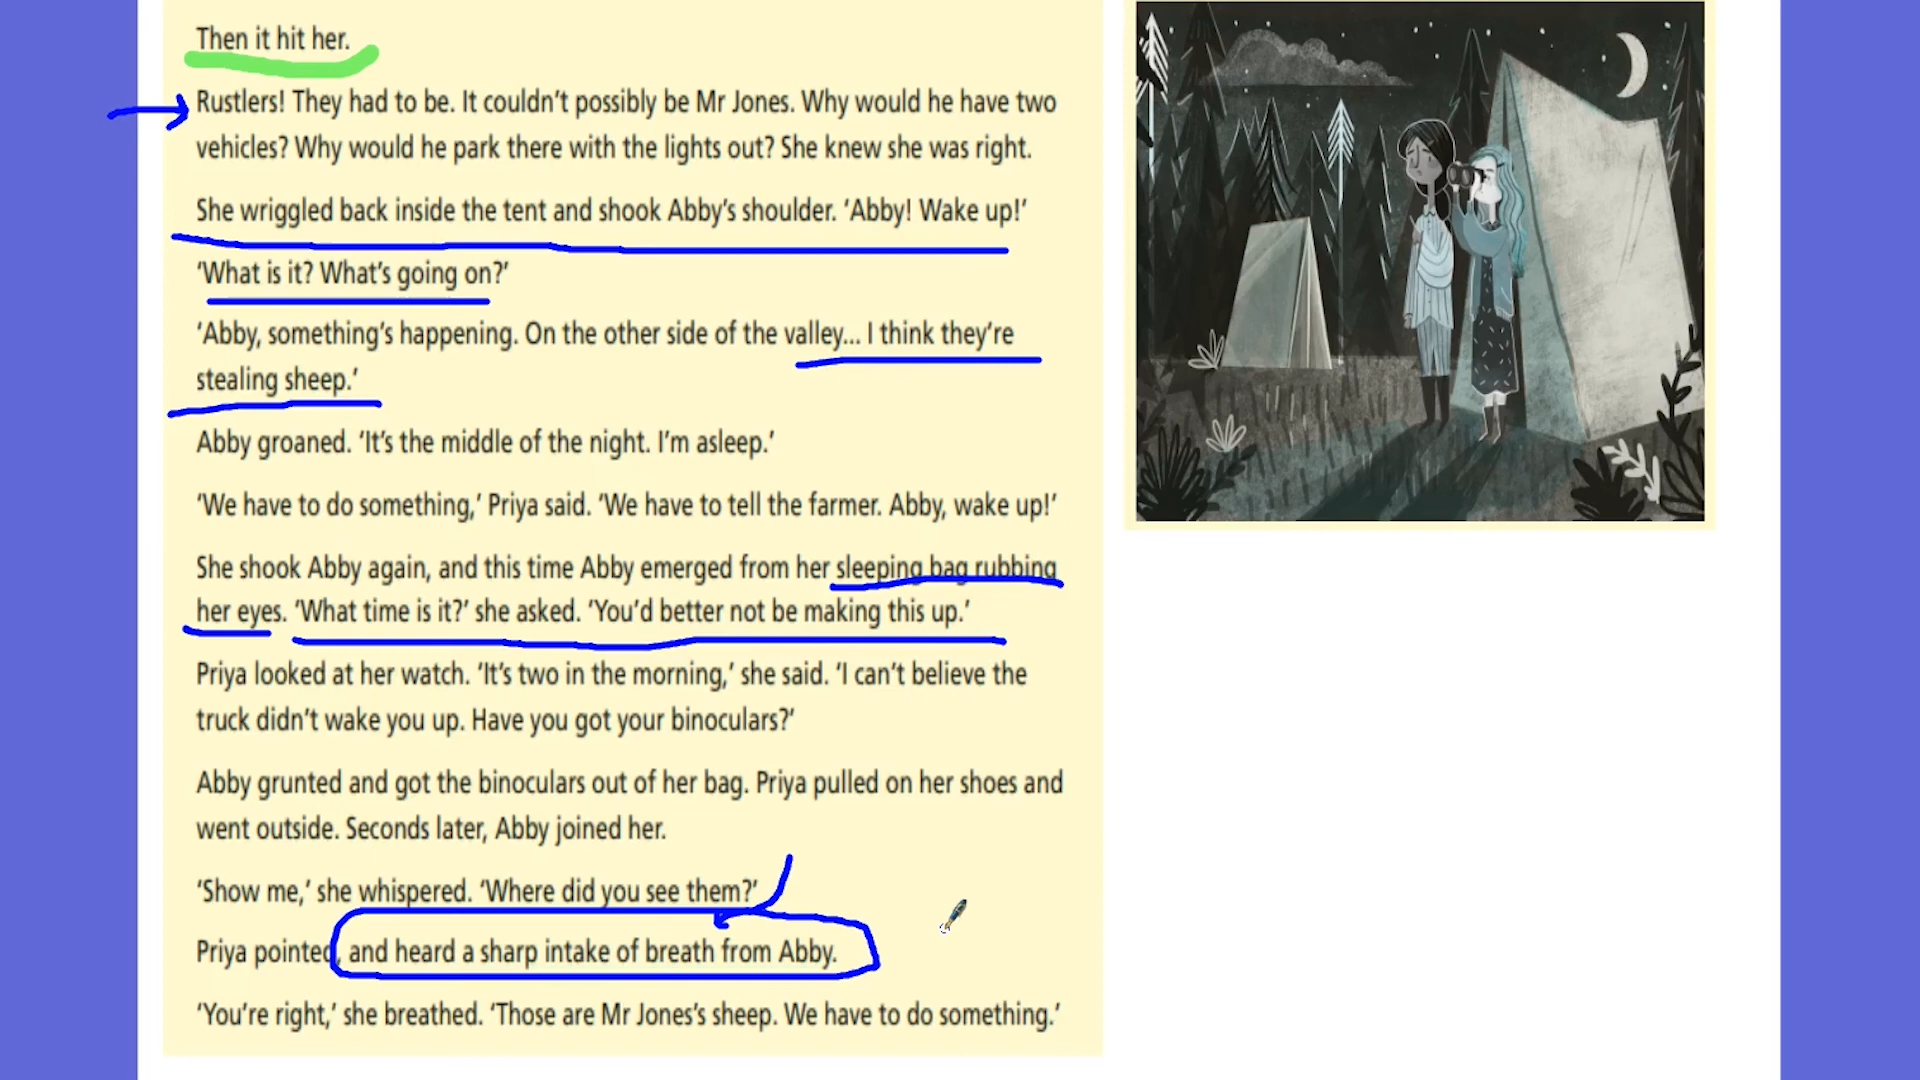 Then it hit her.
Rustlers! They had to be. It couldn’t possibly be Mr Jones. Why would he have two
vehicles? Why would he park there with the lights out? She knew she was right.
She wriggled back inside the tent and shook Abby’s shoulder. ‘Abby! Wake up!’
‘What is it? What’s going on?’
‘Abby, something’s happening. On the other side of the valley... I think they’re
stealing sheep.’
Abby groaned. ‘It’s the middle of the night. I’m asleep.’
‘We have to do something,’ Priya said. ‘We have to tell the farmer. Abby, wake up!’
She shook Abby again, and this time Abby emerged from her sleeping bag rubbing
her eyes. ‘What time is it?’ she asked. ‘You’d better not be making this up.’
Priya looked at her watch. ‘It’s two in the morning,’ she said. ‘I can’t believe the
truck didn’t wake you up. Have you got your binoculars?’
Abby grunted and got the binoculars out of her bag. Priya pulled on her shoes and
went outside. Seconds later, Abby joined her.
‘Show me,’ she whispered. ‘Where did you see them?’
Priya pointed, and heard a sharp intake of breath from Abby.
‘You’re right,’ she breathed. ‘Those are Mr Jones’s sheep. We have to do something.’